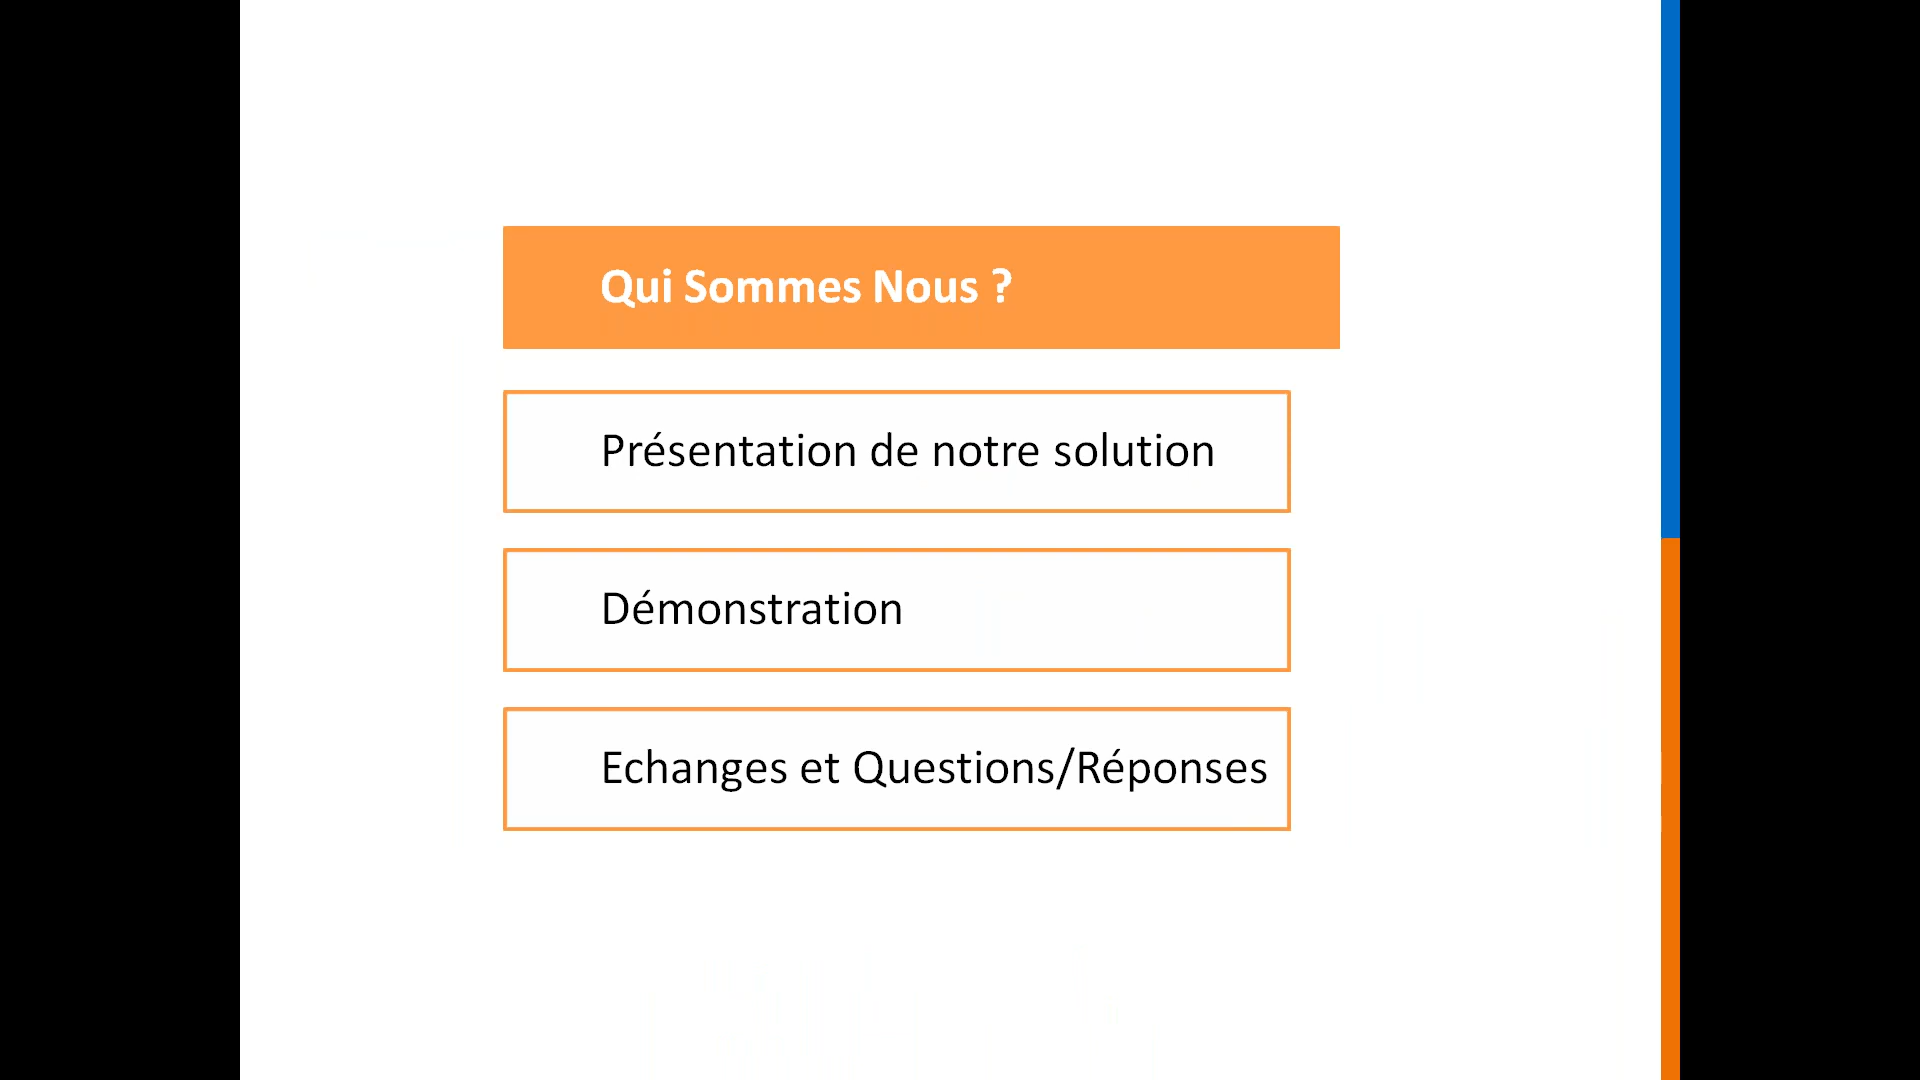 Qui Sommes Nous ?
Présentation de notre solution
Démonstration
Echanges et Questions/Réponses